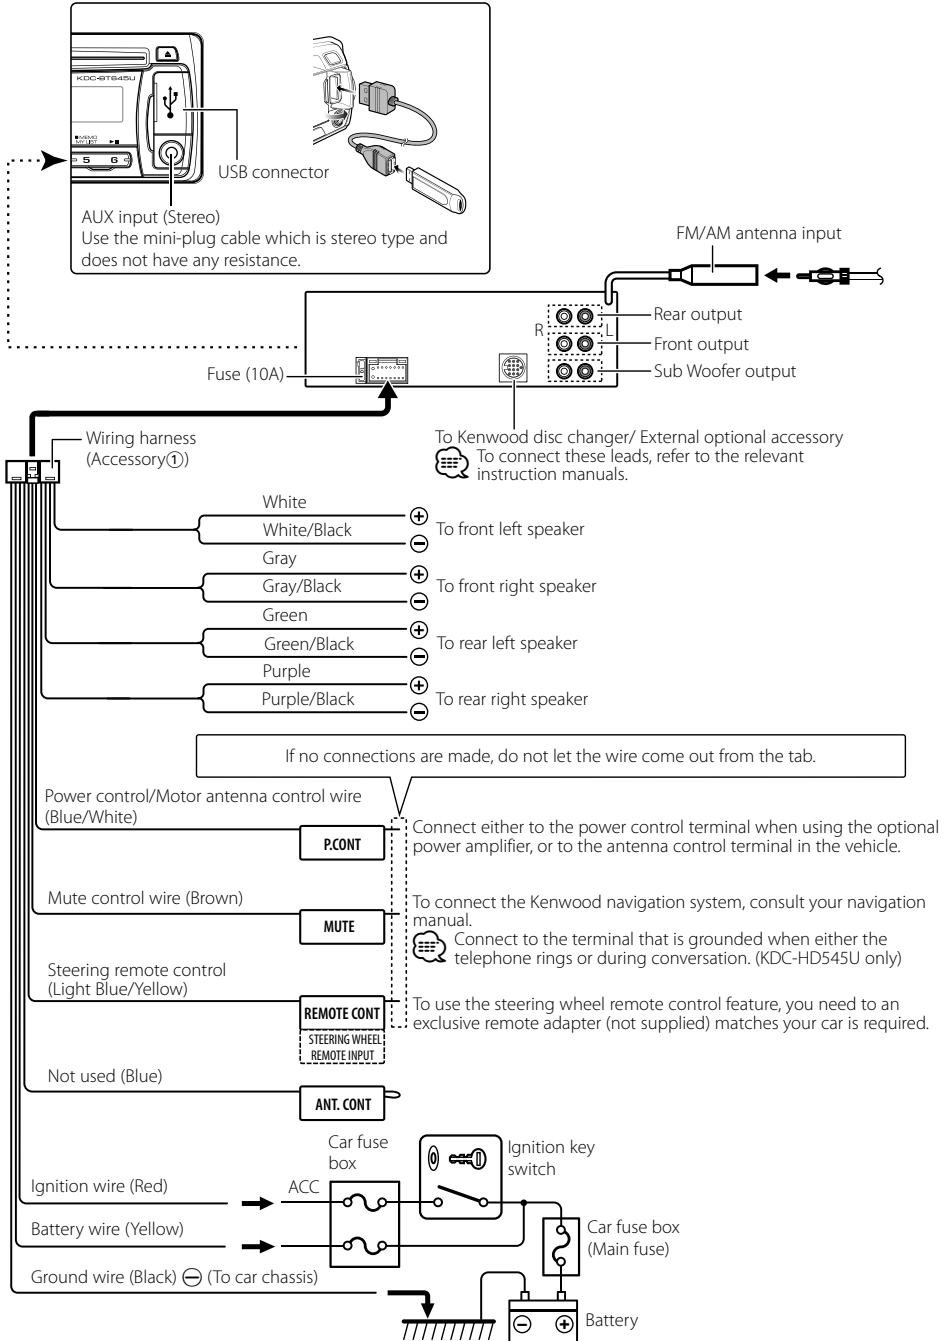 KDC-BT645U
■MEMO
MY LIST ►■
5 6
USB connector
AUX input (Stereo)
Use the mini-plug cable which is stereo type and
does not have any resistance.
FM/AM antenna input
R L
Rear output
Front output
Sub Woofer output
Fuse (10A)
Wiring harness
(Accessory①)
To Kenwood disc changer/ External optional accessory
To connect these leads, refer to the relevant
instruction manuals.
White
White/Black
To front left speaker
Gray
Gray/Black
To front right speaker
Green
Green/Black
To rear left speaker
Purple
Purple/Black
To rear right speaker
If no connections are made, do not let the wire come out from the tab.
Power control/Motor antenna control wire
(Blue/White)
P.CONT
Connect either to the power control terminal when using the optional
power amplifier, or to the antenna control terminal in the vehicle.
Mute control wire (Brown)
MUTE
To connect the Kenwood navigation system, consult your navigation
manual.
Connect to the terminal that is grounded when either the
telephone rings or during conversation. (KDC-HD545U only)
Steering remote control
(Light Blue/Yellow)
REMOTE CONT
STEERING WHEEL
REMOTE INPUT
To use the steering wheel remote control feature, you need to an
exclusive remote adapter (not supplied) matches your car is required.
Not used (Blue)
ANT. CONT
Car fuse
box
Ignition key
switch
Ignition wire (Red)
ACC
Battery wire (Yellow)
Car fuse box
(Main fuse)
Ground wire (Black) ⊖ (To car chassis)
Battery